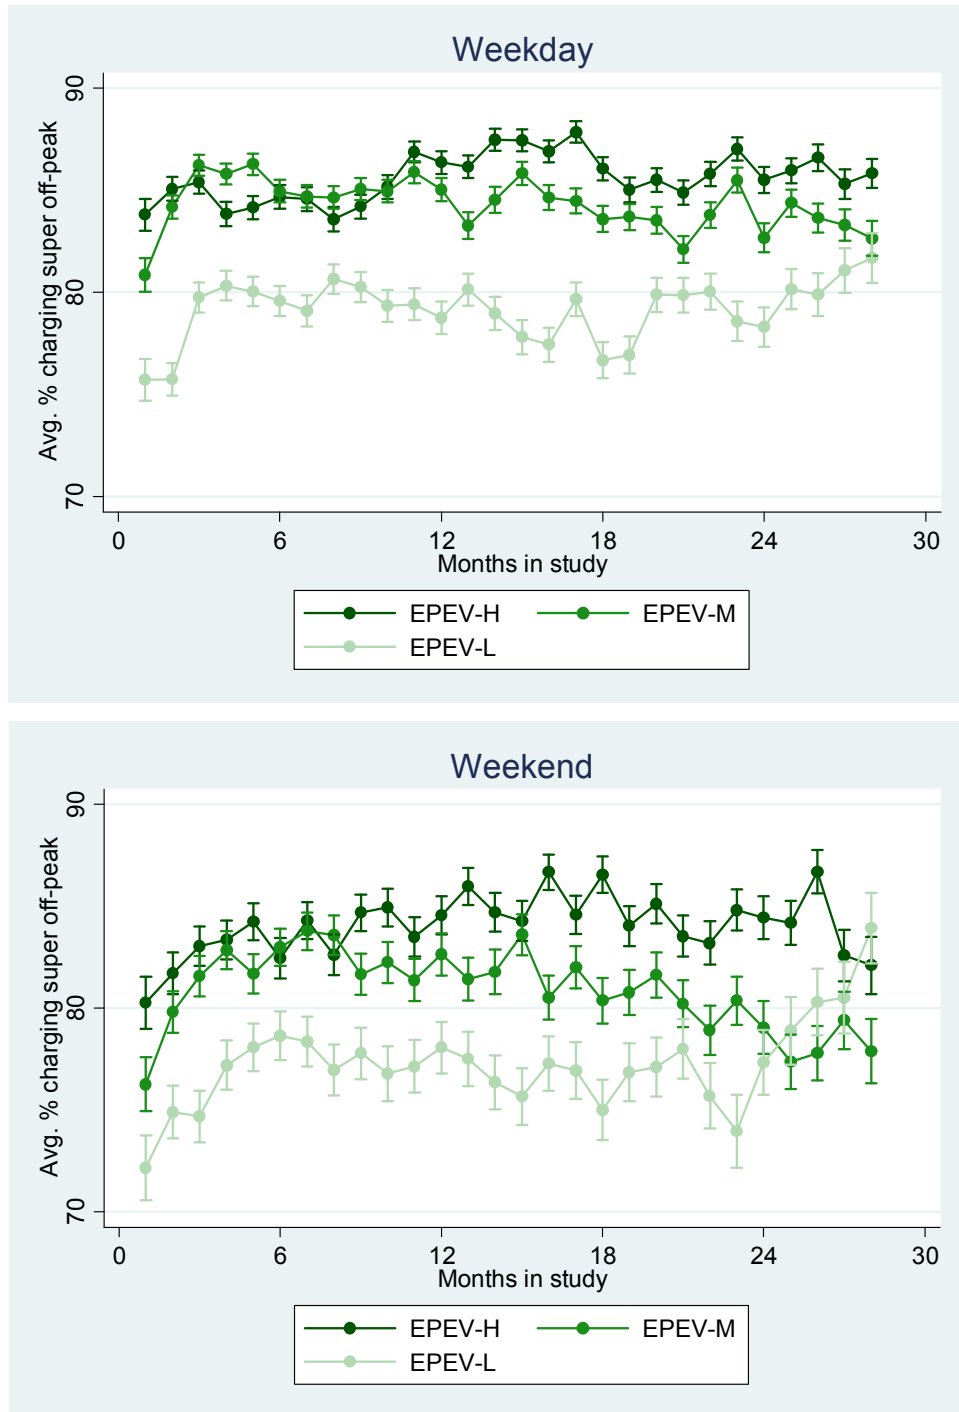 Weekday
Avg. % charging super off-peak
90
80
70
0 6 12 18 24 30
Months in study
EPEV-H EPEV-M
EPEV-L
Weekend
Avg. % charging super off-peak
90
80
70
0 6 12 18 24 30
Months in study
EPEV-H EPEV-M
EPEV-L